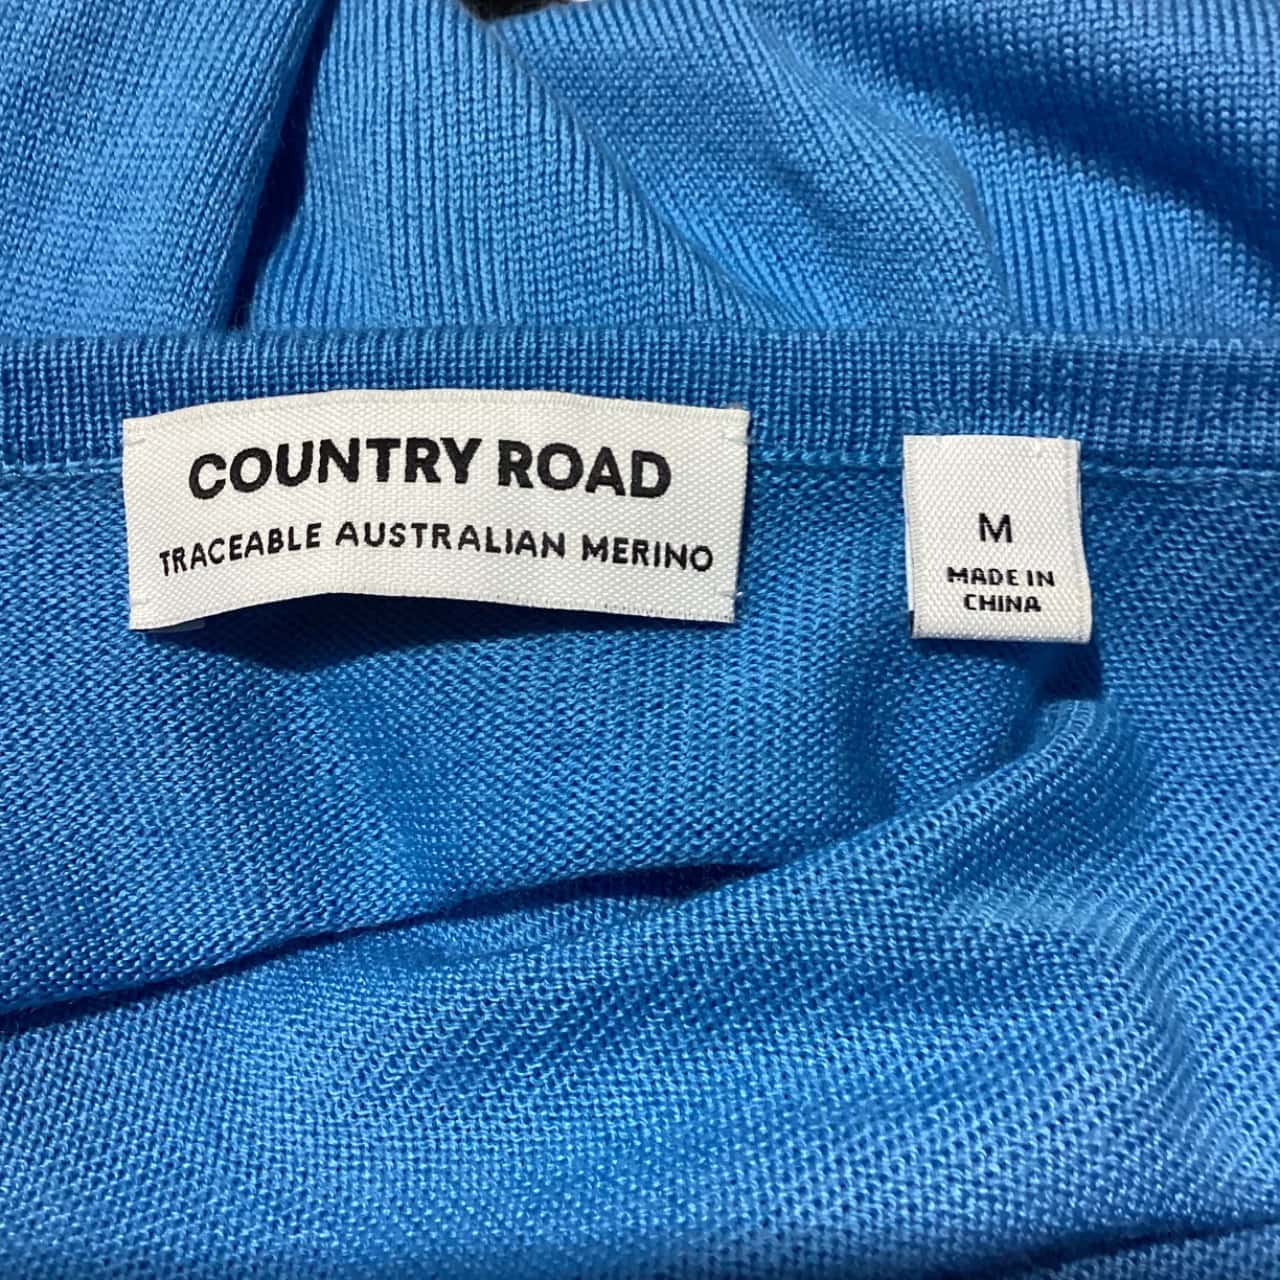 COUNTRY ROAD
TRACEABLE AUSTRALIAN MERINO
M
MADE IN
CHINA